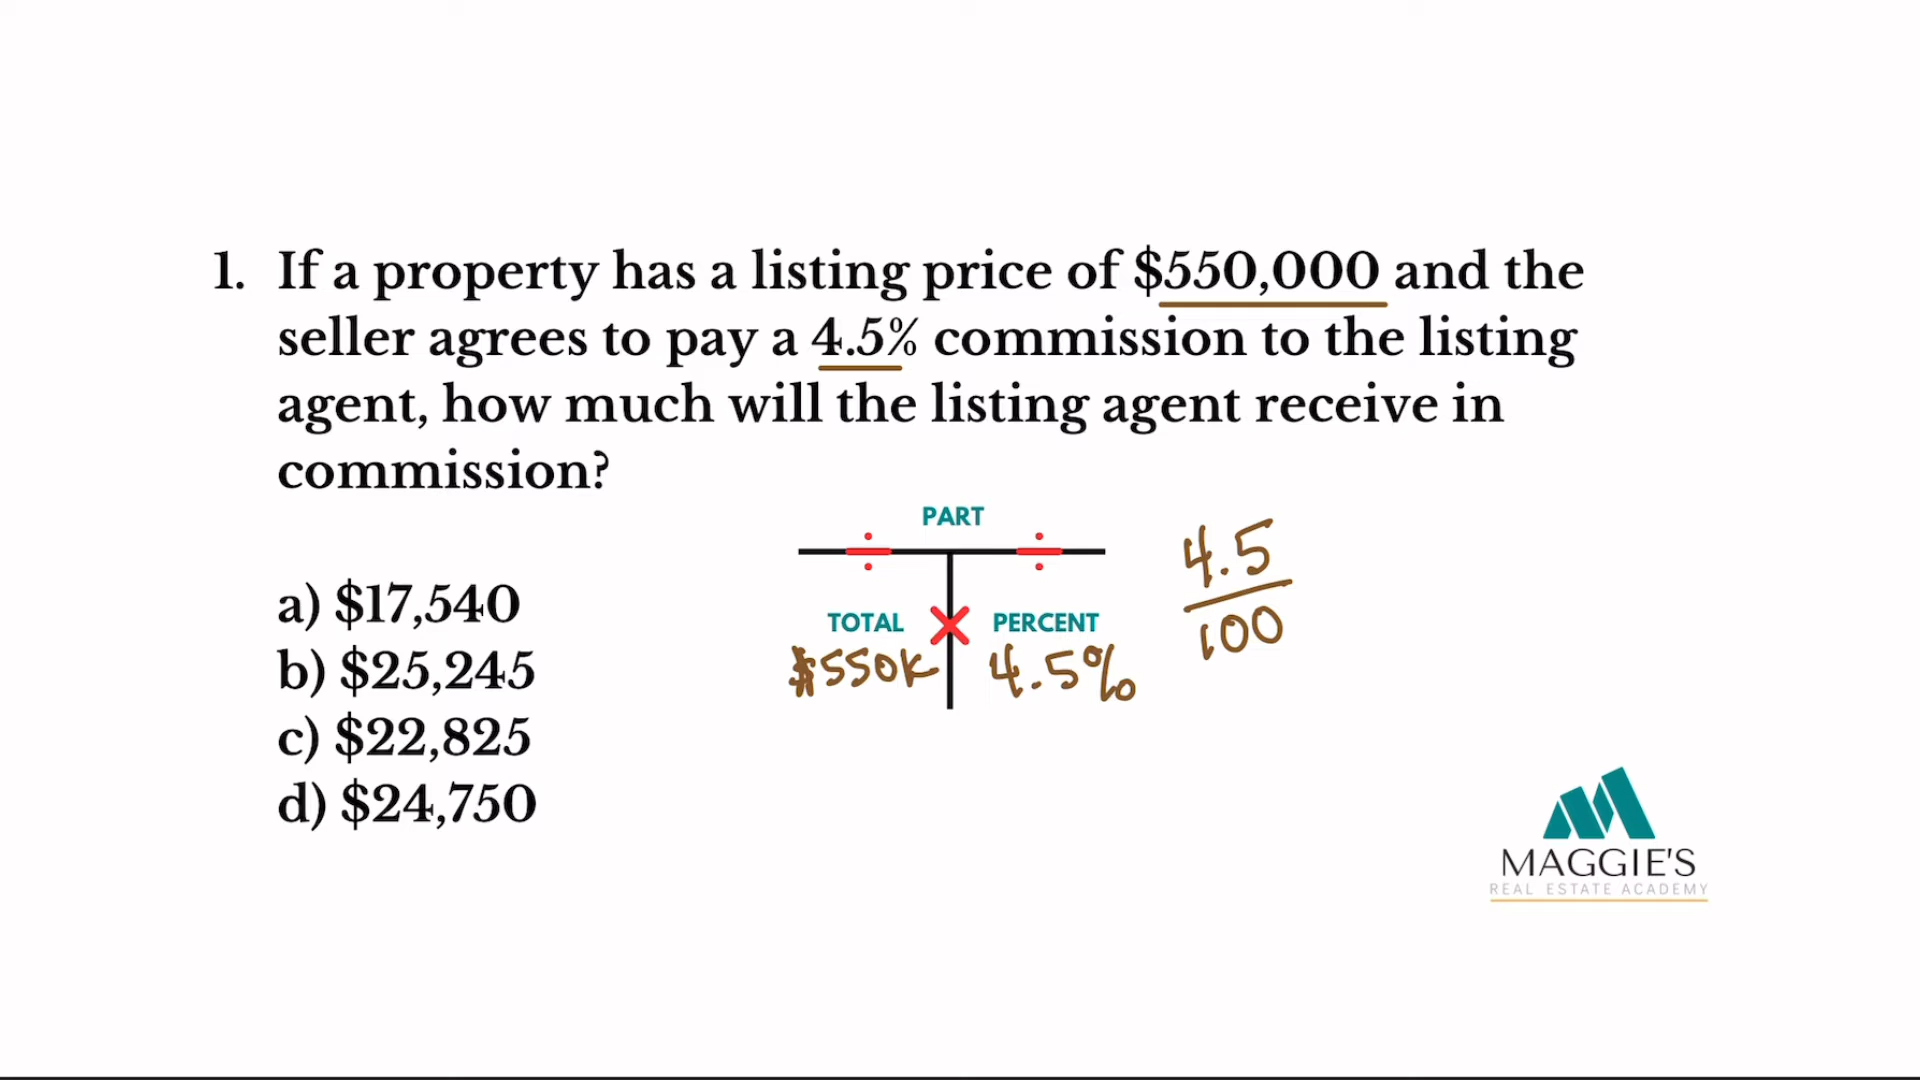 1. If a property has a listing price of $550,000 and the
seller agrees to pay a 4.5% commission to the listing
agent, how much will the listing agent receive in
commission?
PART
÷ ÷
4.5
100
TOTAL × PERCENT
$550K 4.5%
a) $17,540
b) $25,245
c) $22,825
d) $24,750
MAGGIE'S
REAL ESTATE ACADEMY